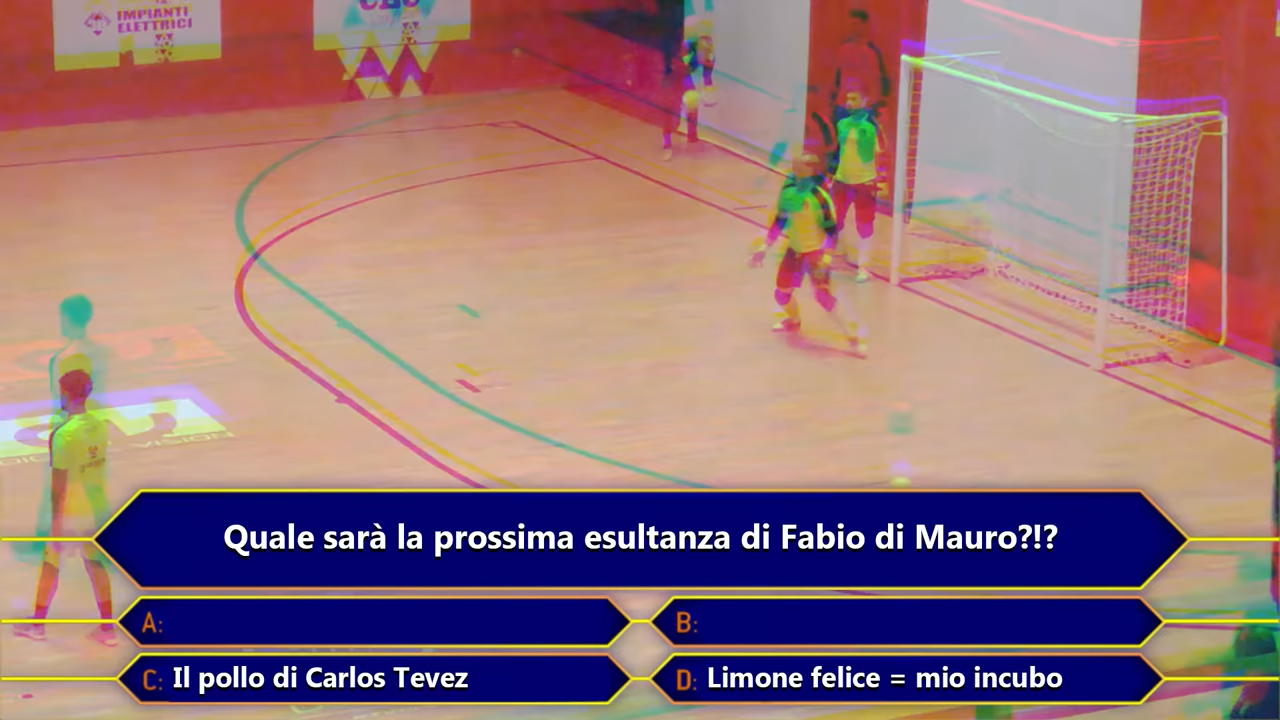 IMPIANTI
ELETTRICI
Quale sarà la prossima esultanza di Fabio di Mauro?!?
A:
B:
C: Il pollo di Carlos Tevez
D: Limone felice = mio incubo